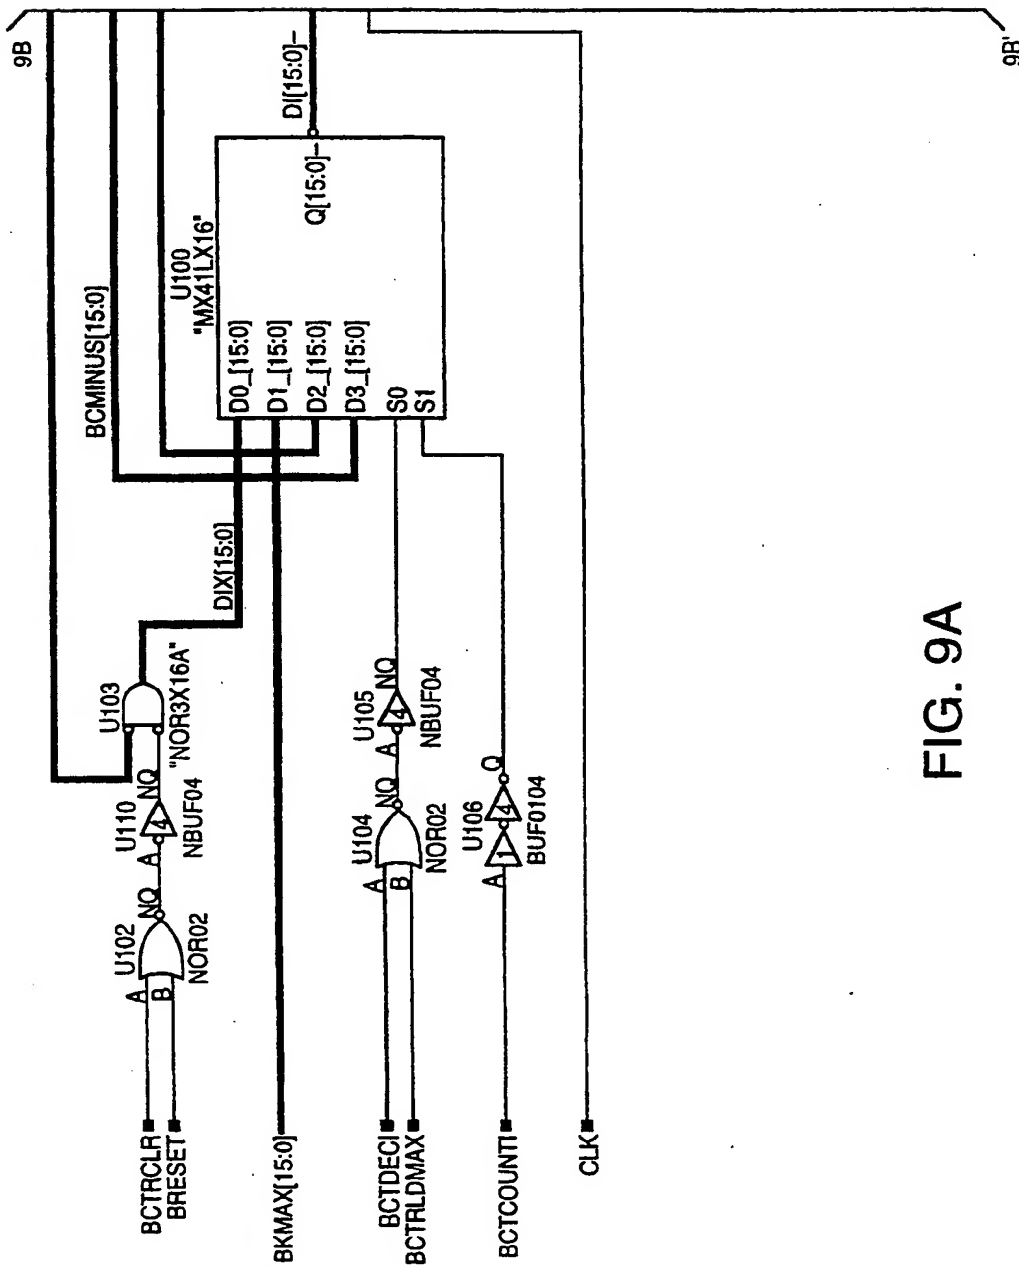 9B
BCMINUS[15:0]
DI[15:0]–
U100
"MX41LX16"
D0_[15:0]
D1_[15:0]
D2_[15:0]
D3_[15:0]
S0
S1
Q[15:0]–
DIX[15:0]
U103
"NOR3X16A"
U110
4
A
NQ
NBUF04
U102
A
B
NQ
NOR02
BCTRCLR
BRESET
BKMAX[15:0]
U105
4
A
NQ
NBUF04
U104
A
B
NQ
NOR02
BCTDECI
BCTRLDMAX
U106
A
1
4
Q
BUF0104
BCTCOUNTI
CLK
9B'
FIG. 9A